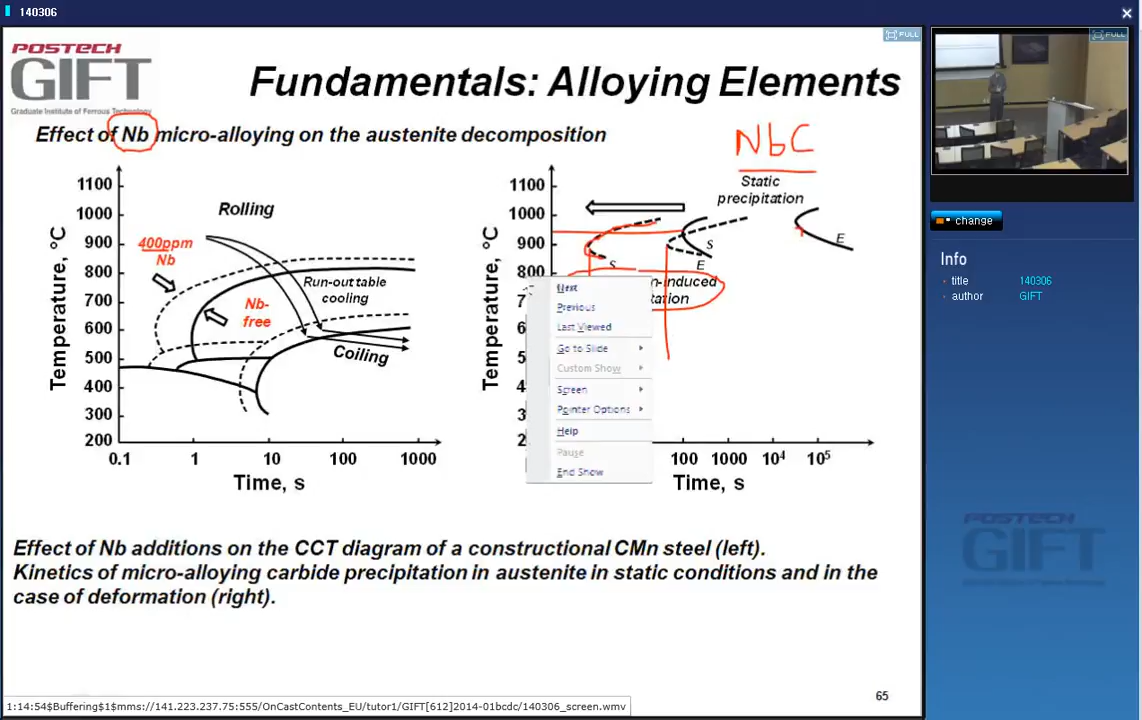 140306
POSTECH
GIFT
Graduate Institute of Ferrous Technology
Fundamentals: Alloying Elements
FULL
FULL
Effect of Nb micro-alloying on the austenite decomposition
NbC
1100
1000
900
800
700
600
500
400
300
200
Temperature, °C
Rolling
400ppm
Nb
Nb-
free
Run-out table
cooling
Coiling
0.1
1
10
100
1000
Time, s
1100
1000
900
800
7
6
5
4
3
2
Temperature, °C
Static
precipitation
S
E
S
E
n-induced
itation
Next
Previous
Last Viewed
Go to Slide
Custom Show
Screen
Pointer Options
Help
Pause
End Show
100
1000
10⁴
10⁵
Time, s
Effect of Nb additions on the CCT diagram of a constructional CMn steel (left).
Kinetics of micro-alloying carbide precipitation in austenite in static conditions and in the
case of deformation (right).
65
1:14:54$Buffering$1$mms://141.223.237.75:555/OnCastContents_EU/tutor1/GIFT[612]2014-01bcdc/140306_screen.wmv
change
Info
title 140306
author GIFT
POSTECH
GIFT